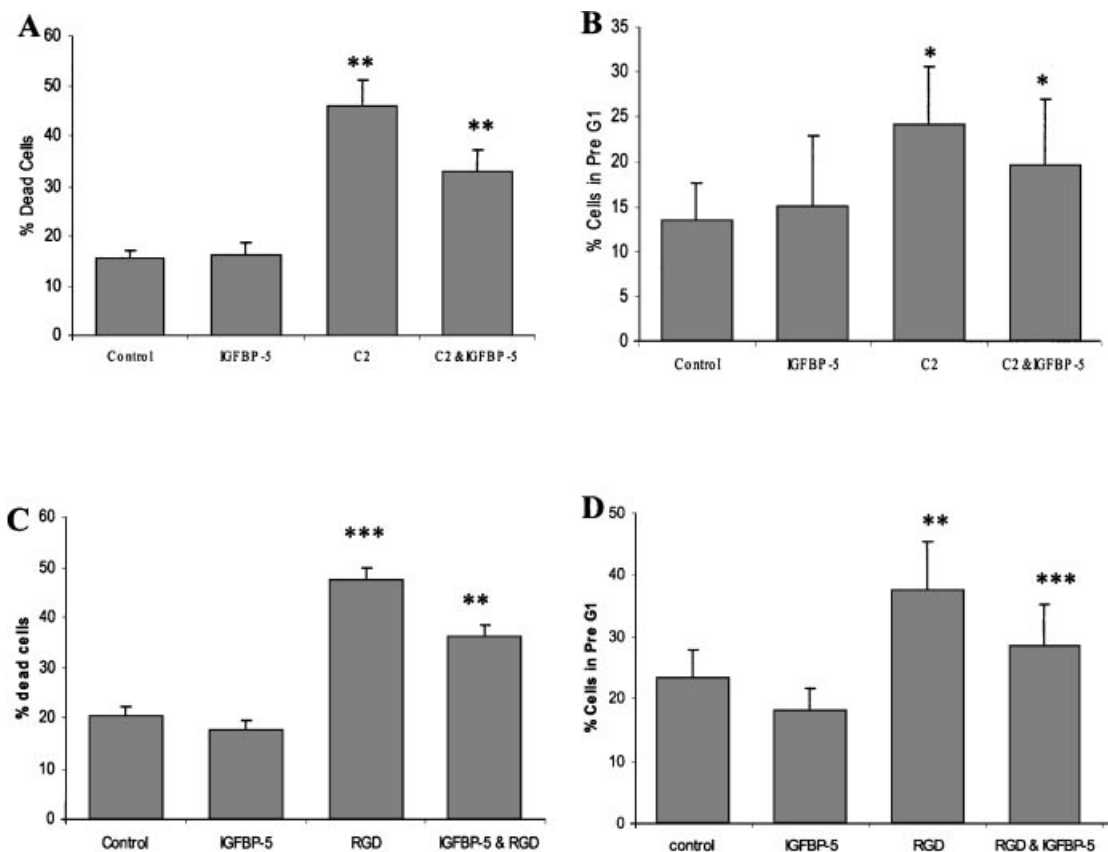 A
% Dead Cells
60
50
40
30
20
10
0
** **
Control IGFBP-5 C2 C2 &IGFBP-5
B
% Cells in Pre G1
35
30
25
20
15
10
5
0
* *
Control IGFBP-5 C2 C2 &IGFBP-5
C
% dead cells
60
50
40
30
20
10
0
*** **
Control IGFBP-5 RGD IGFBP-5 & RGD
D
% Cells in Pre G1
50
40
30
20
10
0
** ***
control IGFBP-5 RGD RGD & IGFBP-5